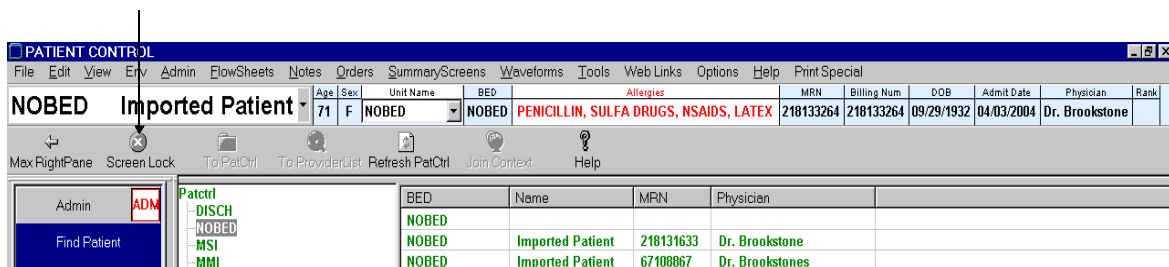 PATIENT CONTROL
File Edit View Env Admin FlowSheets Notes Orders SummaryScreens Waveforms Tools Web Links Options Help Print Special
Age Sex Unit Name BED Allergies MRN Billing Num DOB Admit Date Physician Rank
NOBED Imported Patient 71 F NOBED NOBED PENICILLIN, SULFA DRUGS, NSAIDS, LATEX 218133264 218133264 09/29/1932 04/03/2004 Dr. Brookstone
Max RightPane Screen Lock To PatCtrl To ProviderList Refresh PatCtrl Join Context Help
Admin ADM
Find Patient
Patctrl
DISCH
NOBED
MSI
MMI
BED Name MRN Physician
NOBED
NOBED Imported Patient 218131633 Dr. Brookstone
NOBED Imported Patient 67108867 Dr. Brookstones